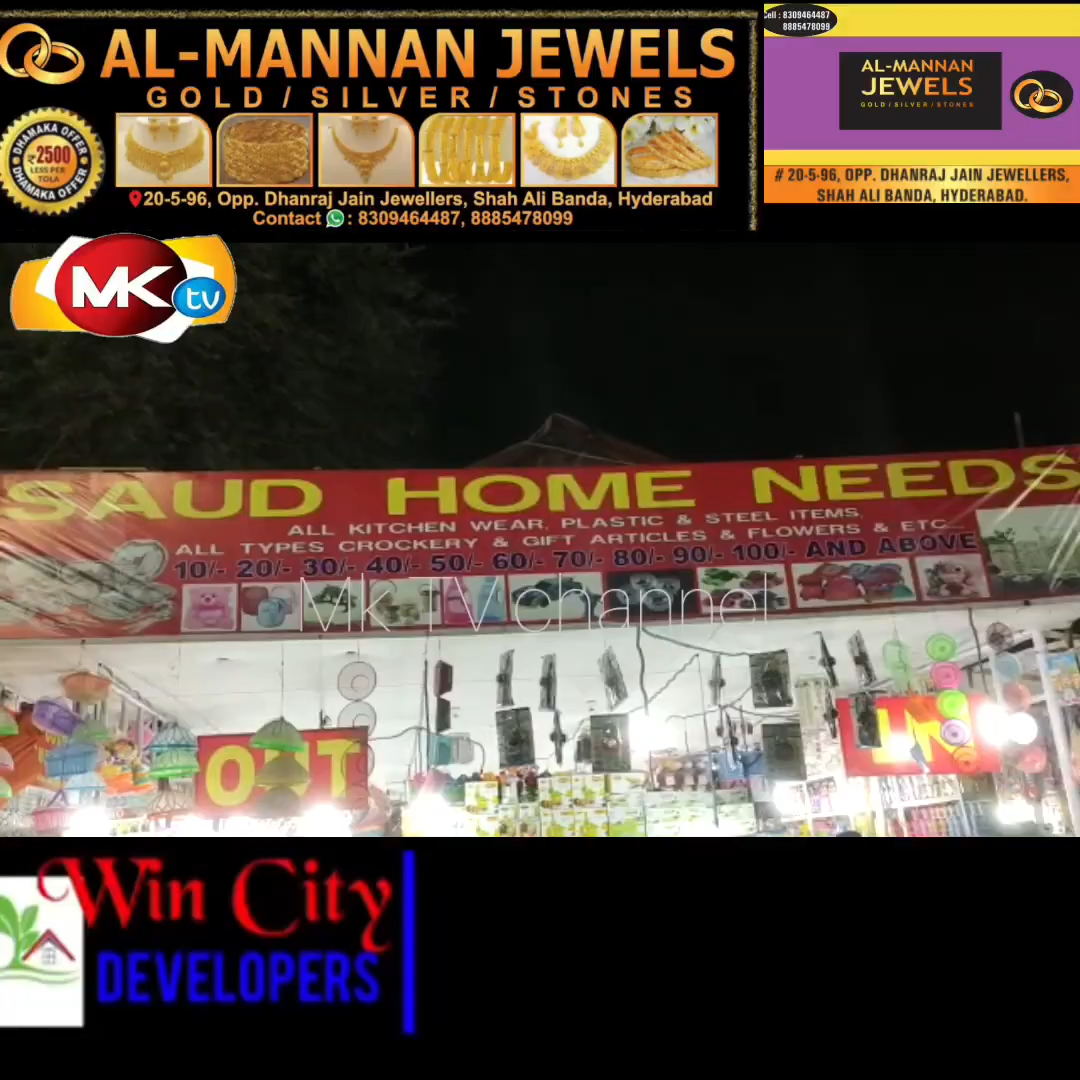 AL-MANNAN JEWELS
GOLD / SILVER / STONES
DHAMAKA OFFER
₹2500
LESS PER
TOLA
DHAMAKA OFFER
20-5-96, Opp. Dhanraj Jain Jewellers, Shah Ali Banda, Hyderabad
Contact : 8309464487, 8885478099
Cell : 8309464487
8885478099
AL-MANNAN
JEWELS
GOLD / SILVER / STONES
# 20-5-96, OPP. DHANRAJ JAIN JEWELLERS,
SHAH ALI BANDA, HYDERABAD.
MK tv
SAUD HOME NEEDS
ALL KITCHEN WEAR, PLASTIC & STEEL ITEMS,
ALL TYPES CROCKERY & GIFT ARTICLES & FLOWERS & ETC...
10/- 20/- 30/- 40/- 50/- 60/- 70/- 80/- 90/- 100/- AND ABOVE
Mk TV channel
OUT
IN
Win City
DEVELOPERS